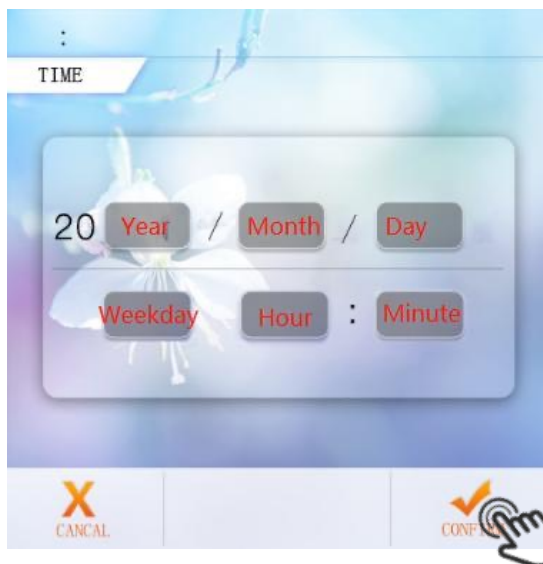 :
TIME
20 Year / Month / Day
Weekday Hour : Minute
CANCAL